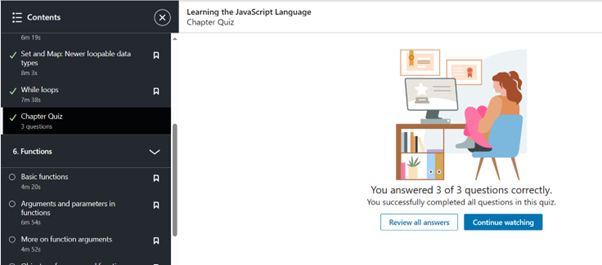 Contents
6m 19s
Set and Map: Newer loopable data
types
8m 3s
While loops
7m 38s
Chapter Quiz
3 questions
6. Functions
Basic functions
4m 20s
Arguments and parameters in
functions
6m 54s
More on function arguments
4m 52s
Learning the JavaScript Language
Chapter Quiz
You answered 3 of 3 questions correctly.
You successfully completed all questions in this quiz.
Review all answers
Continue watching